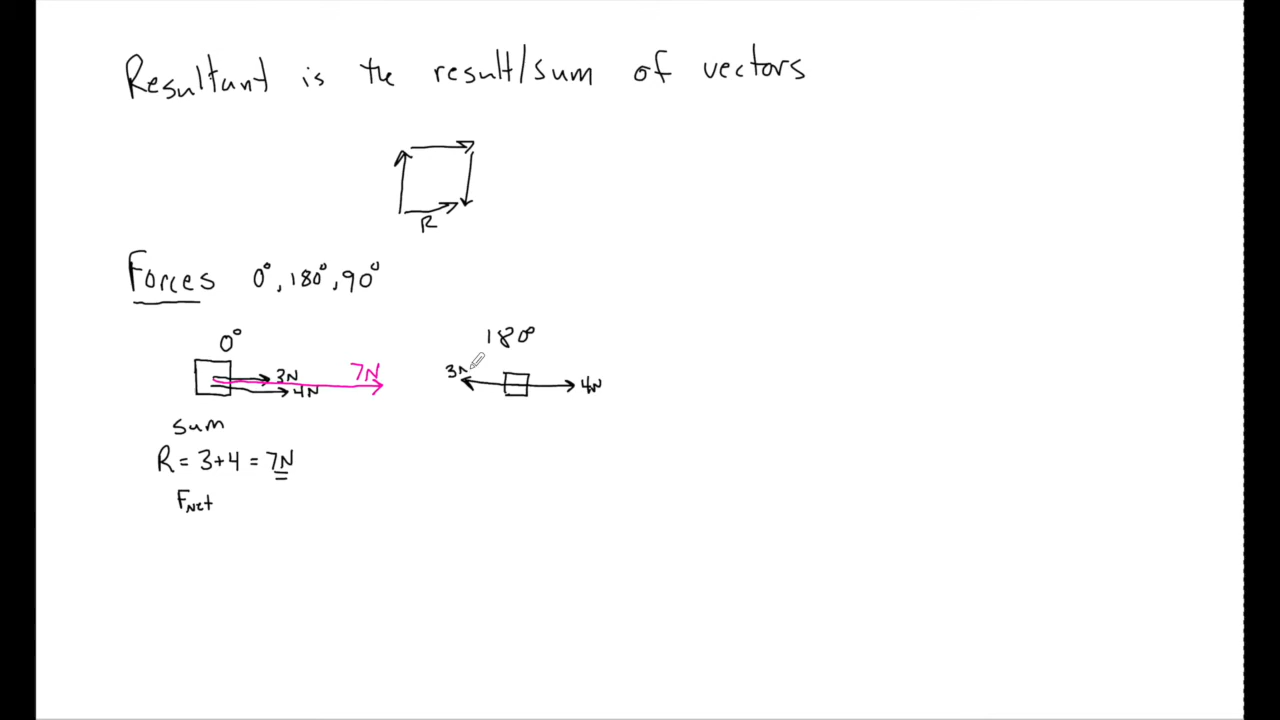 Resultant is the result/sum of vectors
R
Forces 0°, 180°, 90°
0°
3N
4N
7N
sum
R = 3+4 = 7N
FNet
180°
3N
4N